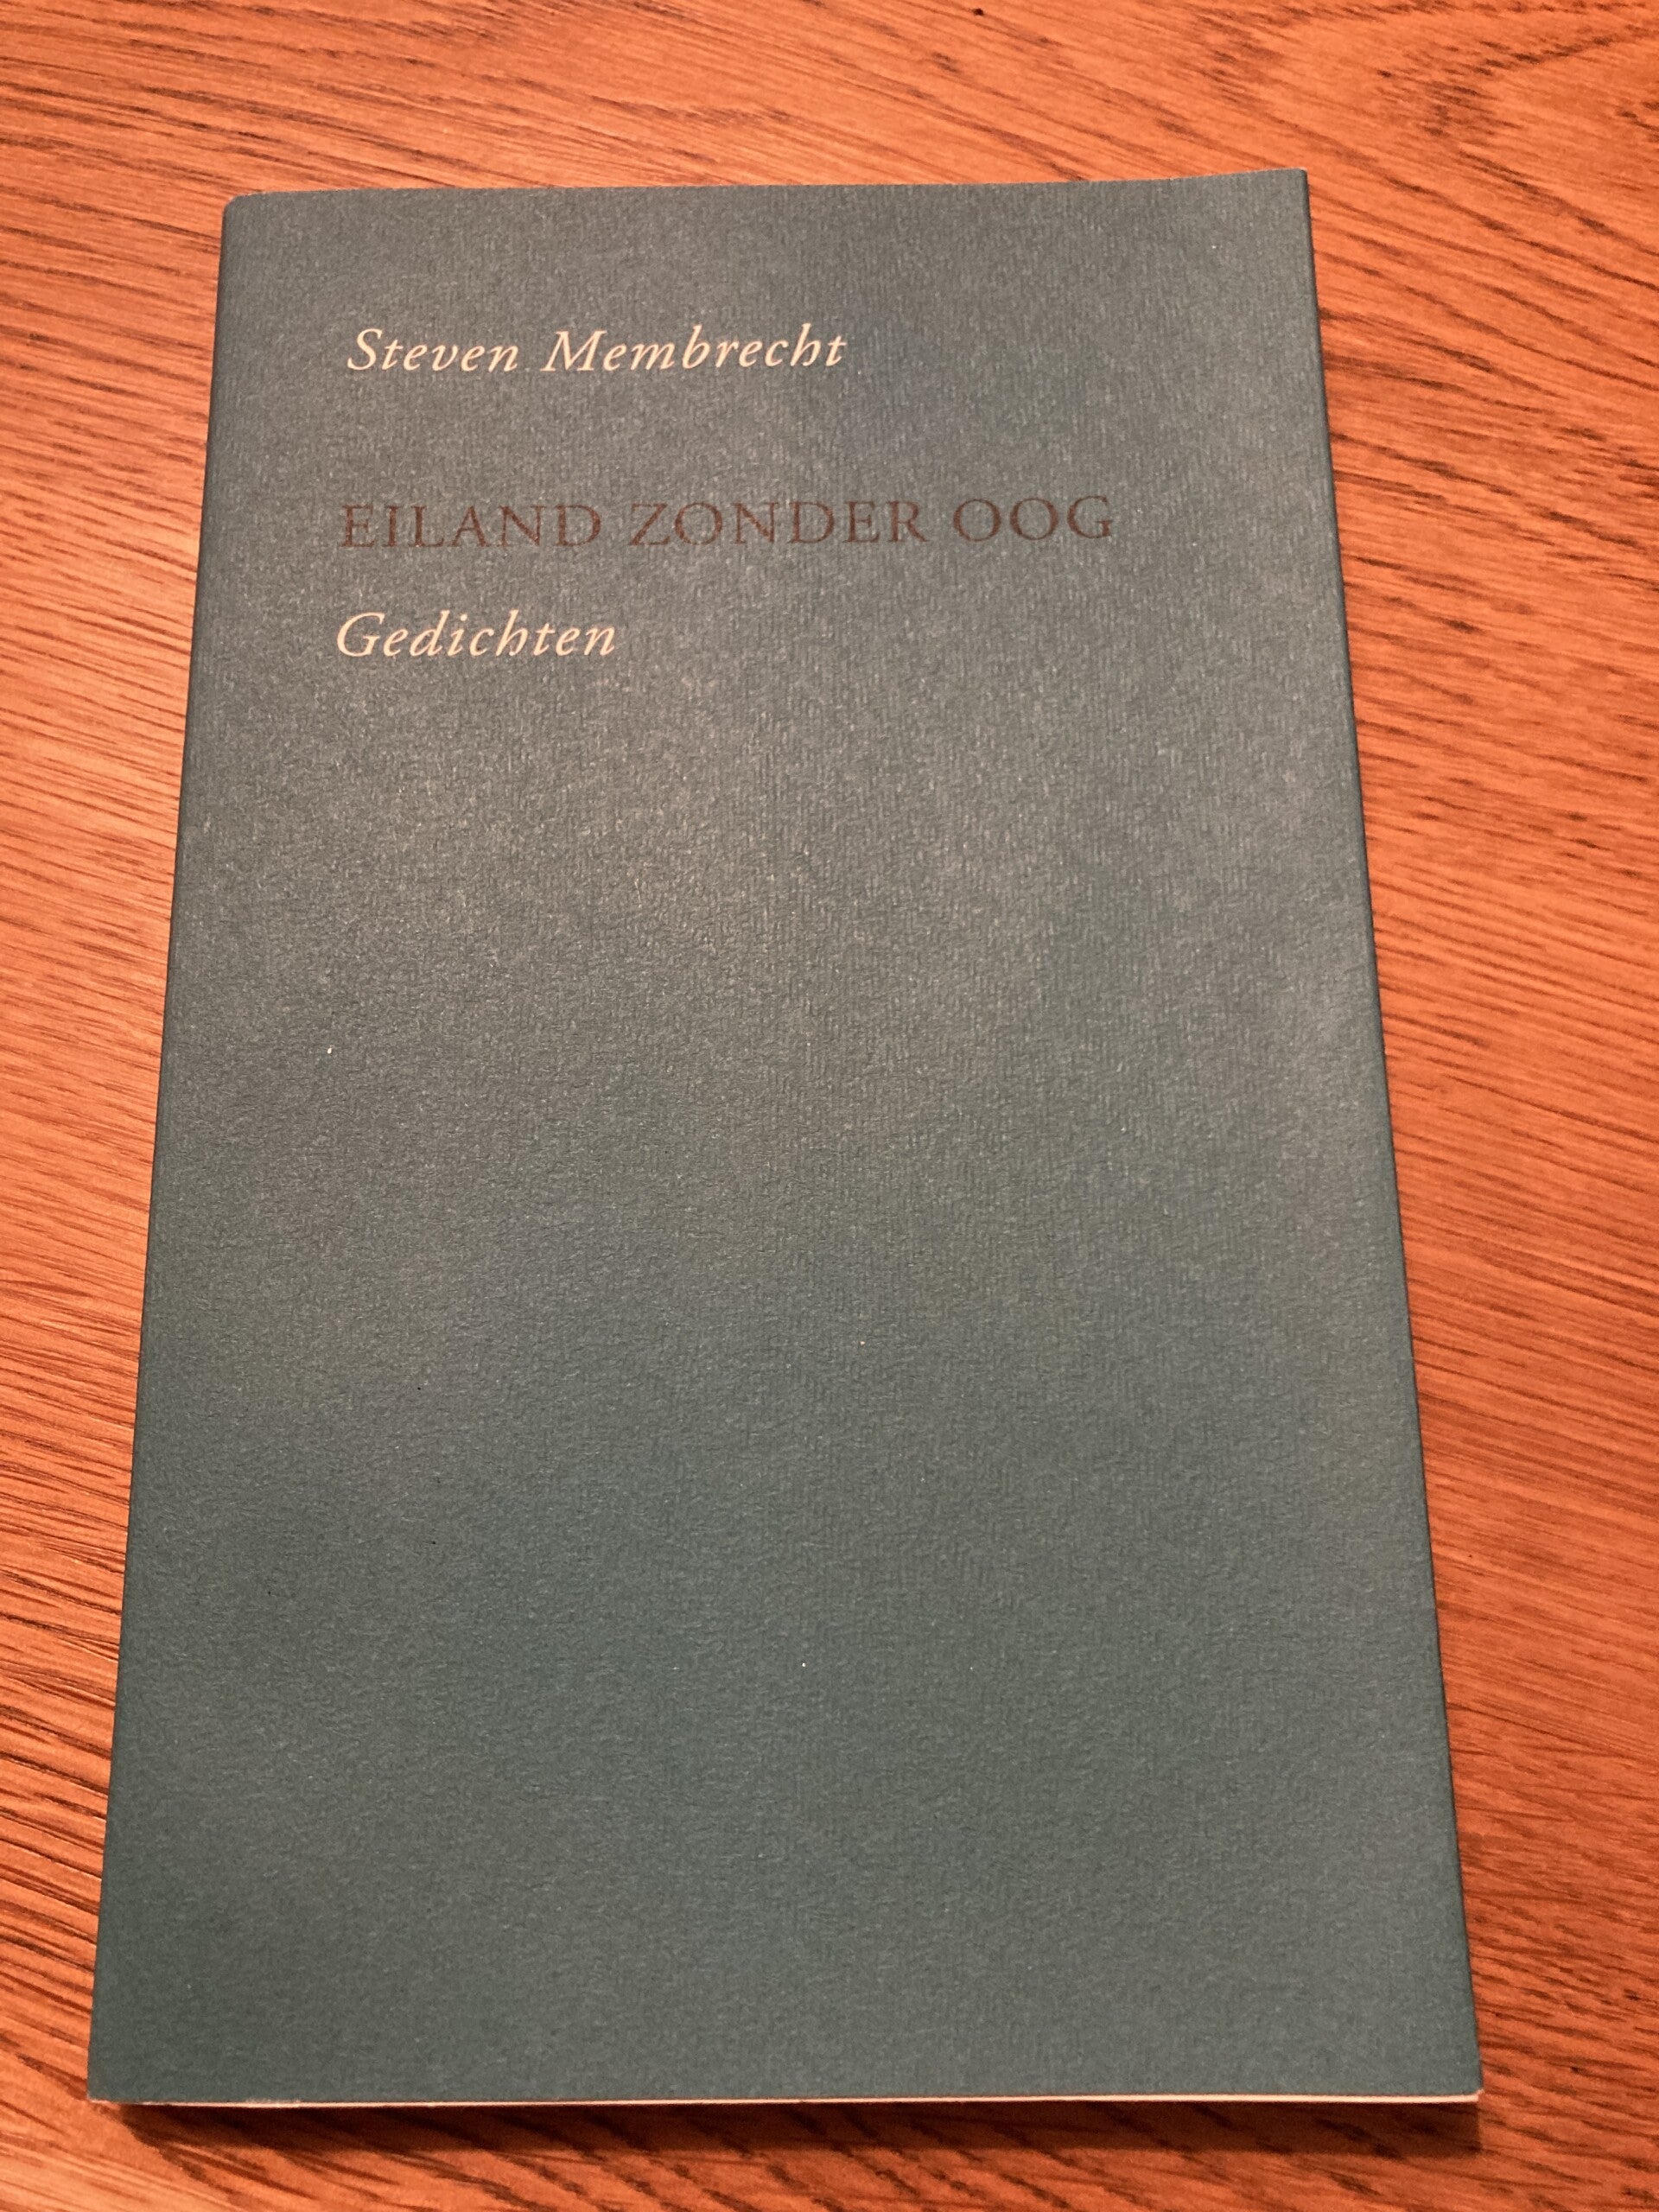 Steven Membrecht
EILAND ZONDER OOG
Gedichten